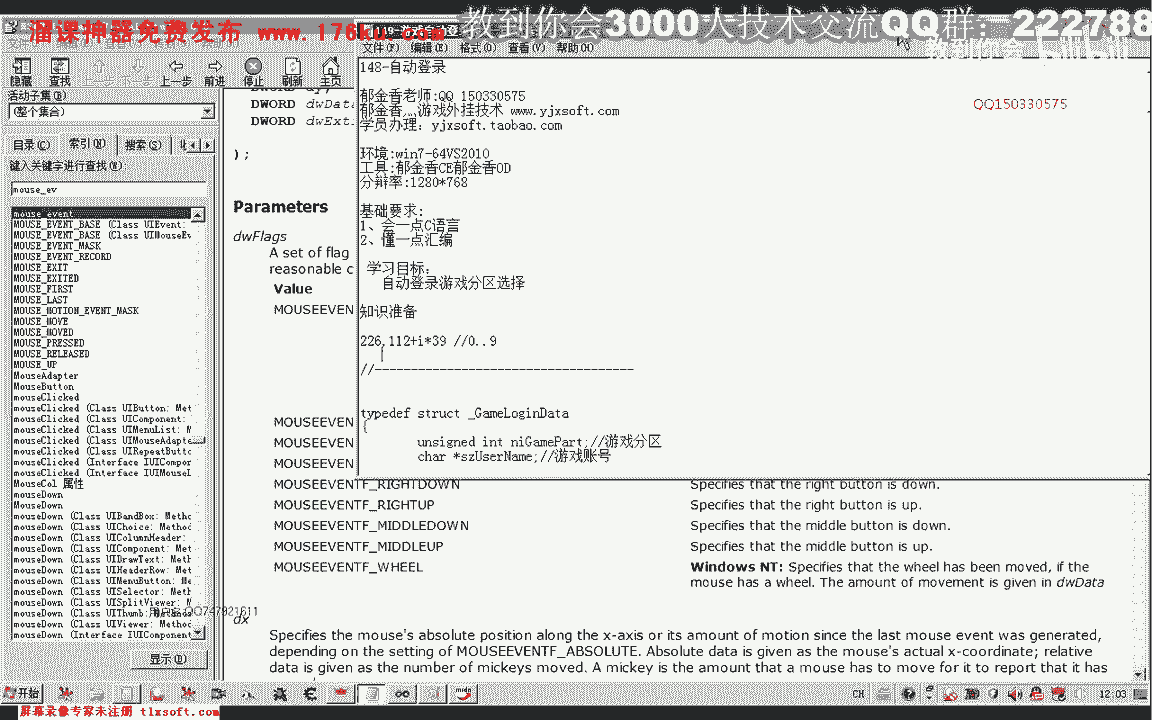 教到你会3000人技术交流QQ群：222788
溜课神器免费发布 www.176ku.com
教到你会 bilibili
文件(F) 编辑(E) 格式(O) 查看(V) 帮助(H)
隐藏 查找 上一步 前进 停止 刷新 主页
活动子集(B)
(整个集合)
目录(C) 索引(N) 搜索(S)
键入关键字进行查找(W):
mouse_ev
mouse_event
MOUSE_EVENT_BASE (Class UIEvent:
MOUSE_EVENT_BASE (Class UIMouseEv
MOUSE_EVENT_MASK
MOUSE_EVENT_RECORD
MOUSE_EXIT
MOUSE_EXITED
MOUSE_FIRST
MOUSE_LAST
MOUSE_MOTION_EVENT_MASK
MOUSE_MOVE
MOUSE_MOVED
MOUSE_PRESSED
MOUSE_RELEASED
MOUSE_UP
MouseAdapter
MouseButton
mouseClicked
mouseClicked (Class UIButton: Met
mouseClicked (Class UIComponent:
mouseClicked (Class UIMenuList: M
mouseClicked (Class UIMouseAdapte
mouseClicked (Class UIRepeatButto
mouseClicked (Interface IUICompor
mouseClicked (Interface IUIMouseL
MouseCol 属性
mouseDown
MouseDown
mouseDown (Class UIBandBox: Metho
mouseDown (Class UIChoice: Method
mouseDown (Class UIColumnHeader:
mouseDown (Class UIComponent: Met
mouseDown (Class UIDrawText: Meth
mouseDown (Class UIHeaderRow: Met
mouseDown (Class UIMenuButton: Me
mouseDown (Class UISelector: Meth
mouseDown (Class UISplitViewer: M
mouseDown (Class UIThumb: Methods
mouseDown (Class UIViewer: Method
mouseDown (Interface IUIComponent
显示(D)
DWORD dwData
DWORD dwExt
);
Parameters
dwFlags
A set of flag
reasonable c
Value
MOUSEEVEN
MOUSEEVEN
MOUSEEVEN
MOUSEEVEN
MOUSEEVENTF_RIGHTDOWN Specifies that the right button is down.
MOUSEEVENTF_RIGHTUP Specifies that the right button is up.
MOUSEEVENTF_MIDDLEDOWN Specifies that the middle button is down.
MOUSEEVENTF_MIDDLEUP Specifies that the middle button is up.
MOUSEEVENTF_WHEEL Windows NT: Specifies that the wheel has been moved, if the
mouse has a wheel. The amount of movement is given in dwData
dx
Specifies the mouse's absolute position along the x-axis or its amount of motion since the last mouse event was generated,
depending on the setting of MOUSEEVENTF_ABSOLUTE. Absolute data is given as the mouse's actual x-coordinate; relative
data is given as the number of mickeys moved. A mickey is the amount that a mouse has to move for it to report that it has
148-自动登录
郁金香老师:QQ 150330575
郁金香灬游戏外挂技术 www.yjxsoft.com
学员办理: yjxsoft.taobao.com
环境:win7-64VS2010
工具:郁金香CE郁金香OD
分辩率:1280*768
基础要求:
1、会一点C语言
2、懂一点汇编
学习目标:
自动登录游戏分区选择
知识准备
226,112+i*39 //0..9
//------------------------------------
typedef struct _GameLoginData
{
unsigned int niGamePart;//游戏分区
char *szUserName;//游戏账号
QQ150330575
开始
CH
12:03
屏幕录像专家未注册 tlxsoft.com